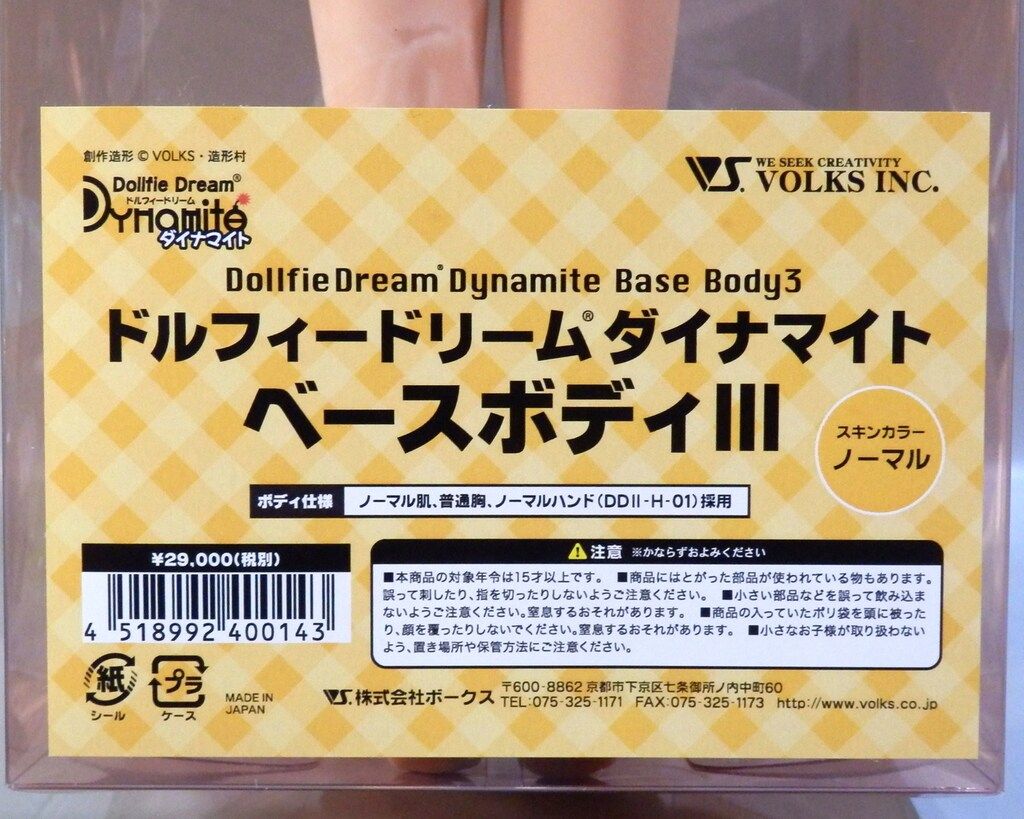 創作造形 © VOLKS・造形村
Dollfie Dream®
ドルフィードリーム
Dynamite
ダイナマイト
VS. WE SEEK CREATIVITY
VOLKS INC.
Dollfie Dream® Dynamite Base Body3
ドルフィードリーム® ダイナマイト
ベースボディIII
スキンカラー
ノーマル
ボディ仕様 ノーマル肌、普通胸、ノーマルハンド(DDII-H-01)採用
¥29,000(税別)
4 518992 400143
注意 ※かならずおよみください
■本商品の対象年令は15才以上です。 ■商品にはとがった部品が使われている物もあります。
誤って刺したり、指を切ったりしないようご注意ください。 ■小さい部品などを誤って飲み込ま
ないようご注意ください。窒息するおそれがあります。 ■商品の入っていたポリ袋を頭に被った
り、顔を覆ったりしないでください。窒息するおそれがあります。 ■小さなお子様が取り扱わない
よう、置き場所や保管方法にご注意ください。
紙
シール
プラ
ケース
MADE IN
JAPAN
VS. 株式会社ボークス
〒600-8862 京都市下京区七条御所ノ内中町60
TEL:075-325-1171 FAX:075-325-1173 http://www.volks.co.jp